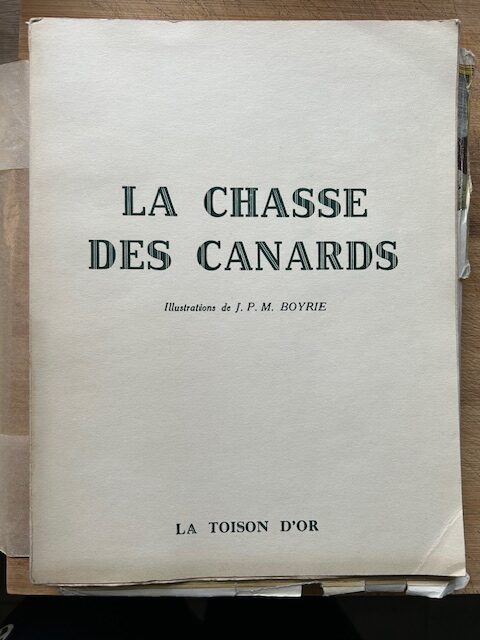 LA CHASSE
DES CANARDS
Illustrations de J. P. M. BOYRIE
LA TOISON D'OR